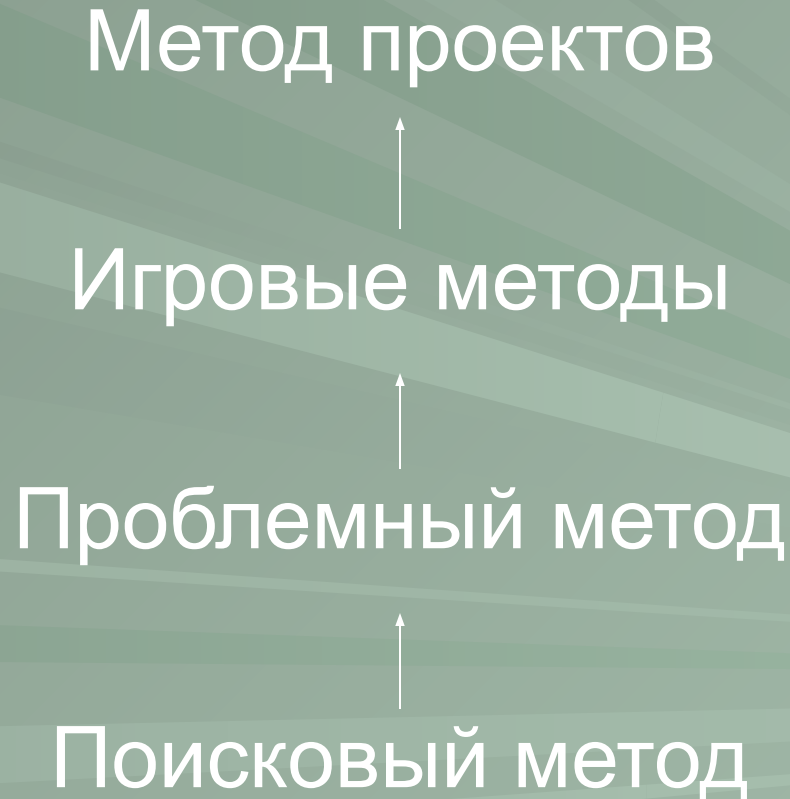 Метод проектов
Игровые методы
Проблемный метод
Поисковый метод